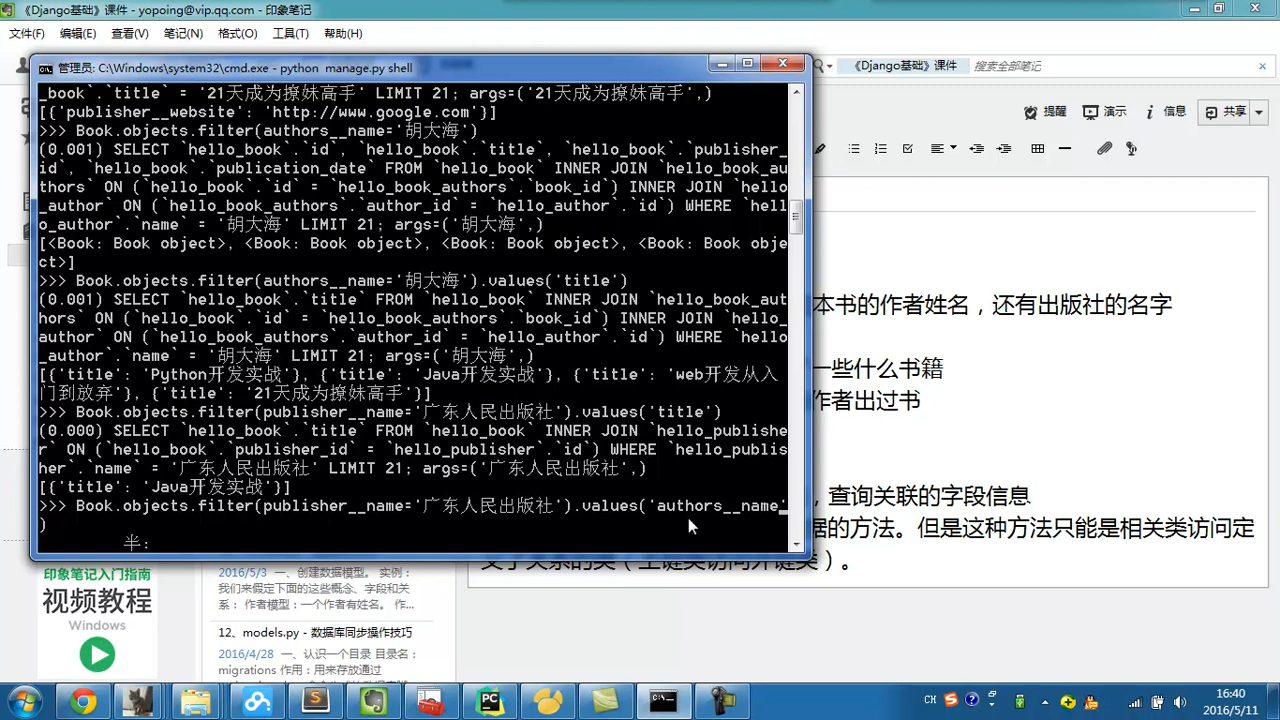 《Django基础》课件 - yopoing@vip.qq.com - 印象笔记
文件(F) 编辑(E) 查看(V) 笔记(N) 格式(O) 工具(T) 帮助(H)
管理员: C:\Windows\system32\cmd.exe - python manage.py shell
《Django基础》课件 搜索全部笔记
提醒 演示 信息 共享
_book`.`title` = '21天成为撩妹高手' LIMIT 21; args=('21天成为撩妹高手',)
[{'publisher__website': 'http://www.google.com'}]
>>> Book.objects.filter(authors__name='胡大海')
(0.001) SELECT `hello_book`.`id`, `hello_book`.`title`, `hello_book`.`publisher_
id`, `hello_book`.`publication_date` FROM `hello_book` INNER JOIN `hello_book_au
thors` ON (`hello_book`.`id` = `hello_book_authors`.`book_id`) INNER JOIN `hello
_author` ON (`hello_book_authors`.`author_id` = `hello_author`.`id`) WHERE `hell
o_author`.`name` = '胡大海' LIMIT 21; args=('胡大海',)
[<Book: Book object>, <Book: Book object>, <Book: Book object>, <Book: Book obje
ct>]
>>> Book.objects.filter(authors__name='胡大海').values('title')
(0.001) SELECT `hello_book`.`title` FROM `hello_book` INNER JOIN `hello_book_aut
hors` ON (`hello_book`.`id` = `hello_book_authors`.`book_id`) INNER JOIN `hello_
author` ON (`hello_book_authors`.`author_id` = `hello_author`.`id`) WHERE `hello
_author`.`name` = '胡大海' LIMIT 21; args=('胡大海',)
[{'title': 'Python开发实战'}, {'title': 'Java开发实战'}, {'title': 'web开发从入
门到放弃'}, {'title': '21天成为撩妹高手'}]
>>> Book.objects.filter(publisher__name='广东人民出版社').values('title')
(0.000) SELECT `hello_book`.`title` FROM `hello_book` INNER JOIN `hello_publishe
r` ON (`hello_book`.`publisher_id` = `hello_publisher`.`id`) WHERE `hello_publis
her`.`name` = '广东人民出版社' LIMIT 21; args=('广东人民出版社',)
[{'title': 'Java开发实战'}]
>>> Book.objects.filter(publisher__name='广东人民出版社').values('authors__name'
)
半:
本书的作者姓名，还有出版社的名字
一些什么书籍
作者出过书
，查询关联的字段信息
据的方法。但是这种方法只能是相关类访问定
印象笔记入门指南
视频教程
Windows
2016/5/3 一、创建数据模型。 实例：
我们来假定下面的这些概念、字段和关
系： 作者模型：一个作者有姓名。 作...
12、models.py - 数据库同步操作技巧
2016/4/28 一、认识一个目录 目录名：
migrations 作用：用来存放通过
CH
16:40
2016/5/11